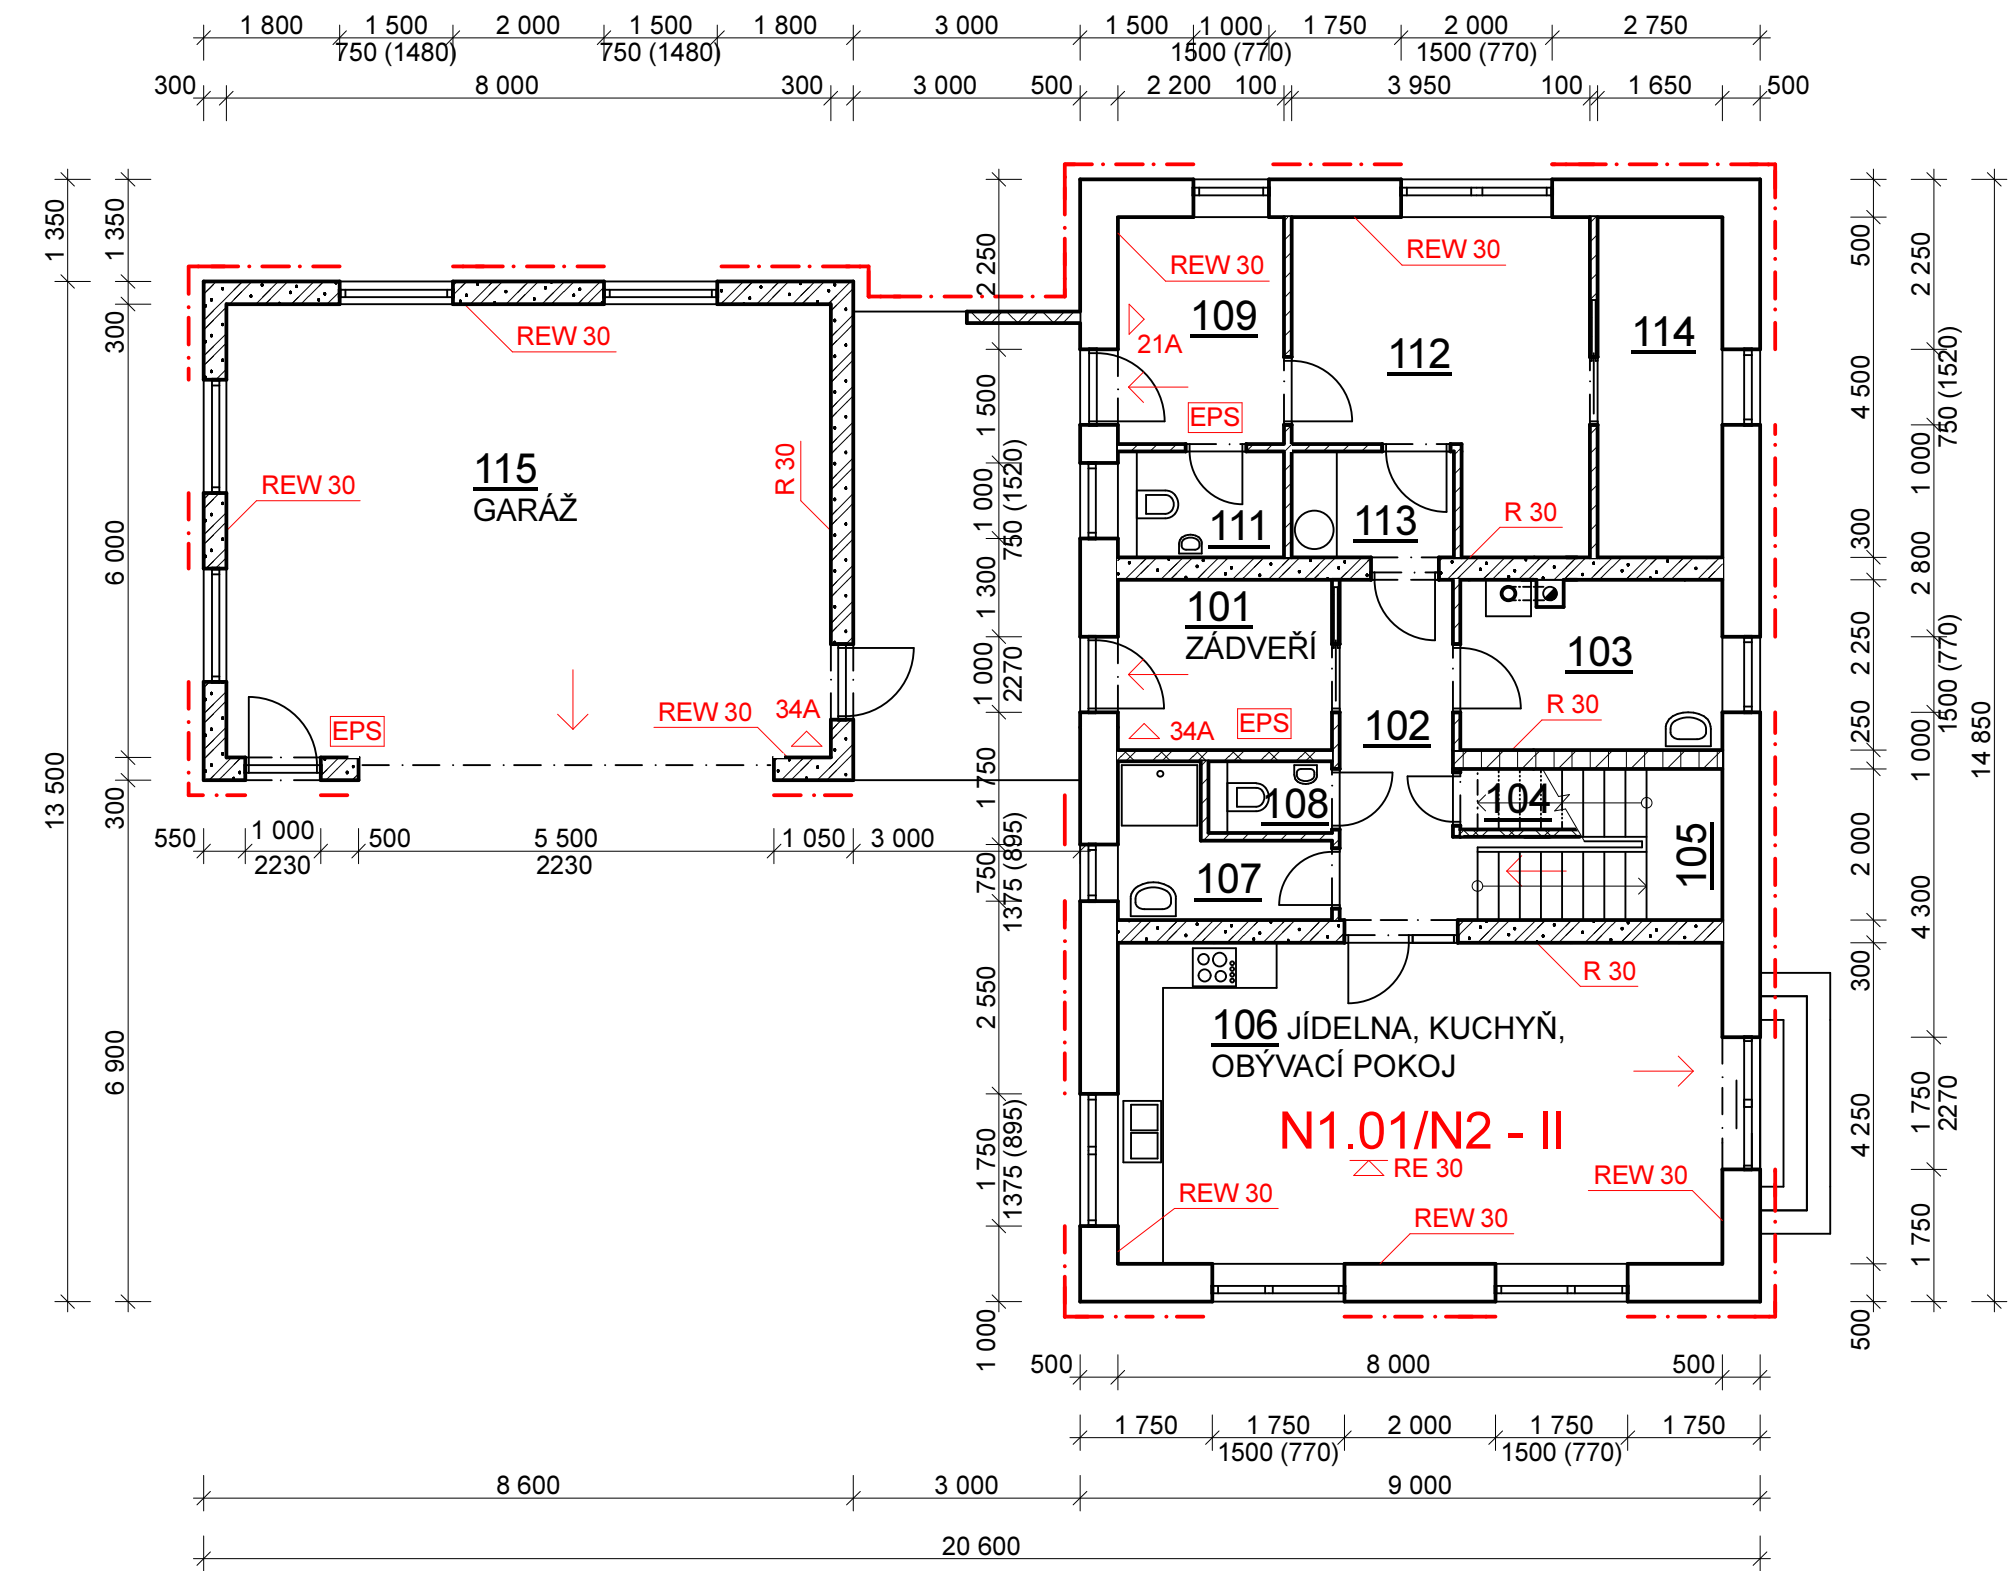 1 800 1 500 2 000 1 500 1 800 3 000 1 500 1 000 1 750 2 000 2 750
750 (1480) 750 (1480) 1500 (770) 1500 (770)
300 8 000 300 3 000 500 2 200 100 3 950 100 1 650 500
1 350
13 500
1 350
300
6 000
300
6 900
2 250
1 500
1 000
750 (1520)
1 300
1 000
2270
1 750
750
1375 (895)
2 550
1 750
1375 (895)
1 000
REW 30
REW 30
REW 30
109
21A
EPS
112
114
115
GARÁŽ
REW 30
R 30
111
113
R 30
101
ZÁDVEŘÍ
103
REW 30
34A
EPS
34A
EPS
102
R 30
108
104
105
107
R 30
550 1 000 500 5 500 1 050 3 000
2230 2230
106 JÍDELNA, KUCHYŇ,
OBÝVACÍ POKOJ
N1.01/N2 - II
RE 30
REW 30
REW 30
REW 30
500
4 500
300
2 250
250
2 000
300
4 250
500
2 250
1 000
750 (1520)
2 800
1 000
1500 (770)
4 300
1 750
2270
1 750
14 850
500 8 000 500
1 750 1 750 2 000 1 750 1 750
1500 (770) 1500 (770)
8 600 3 000 9 000
20 600